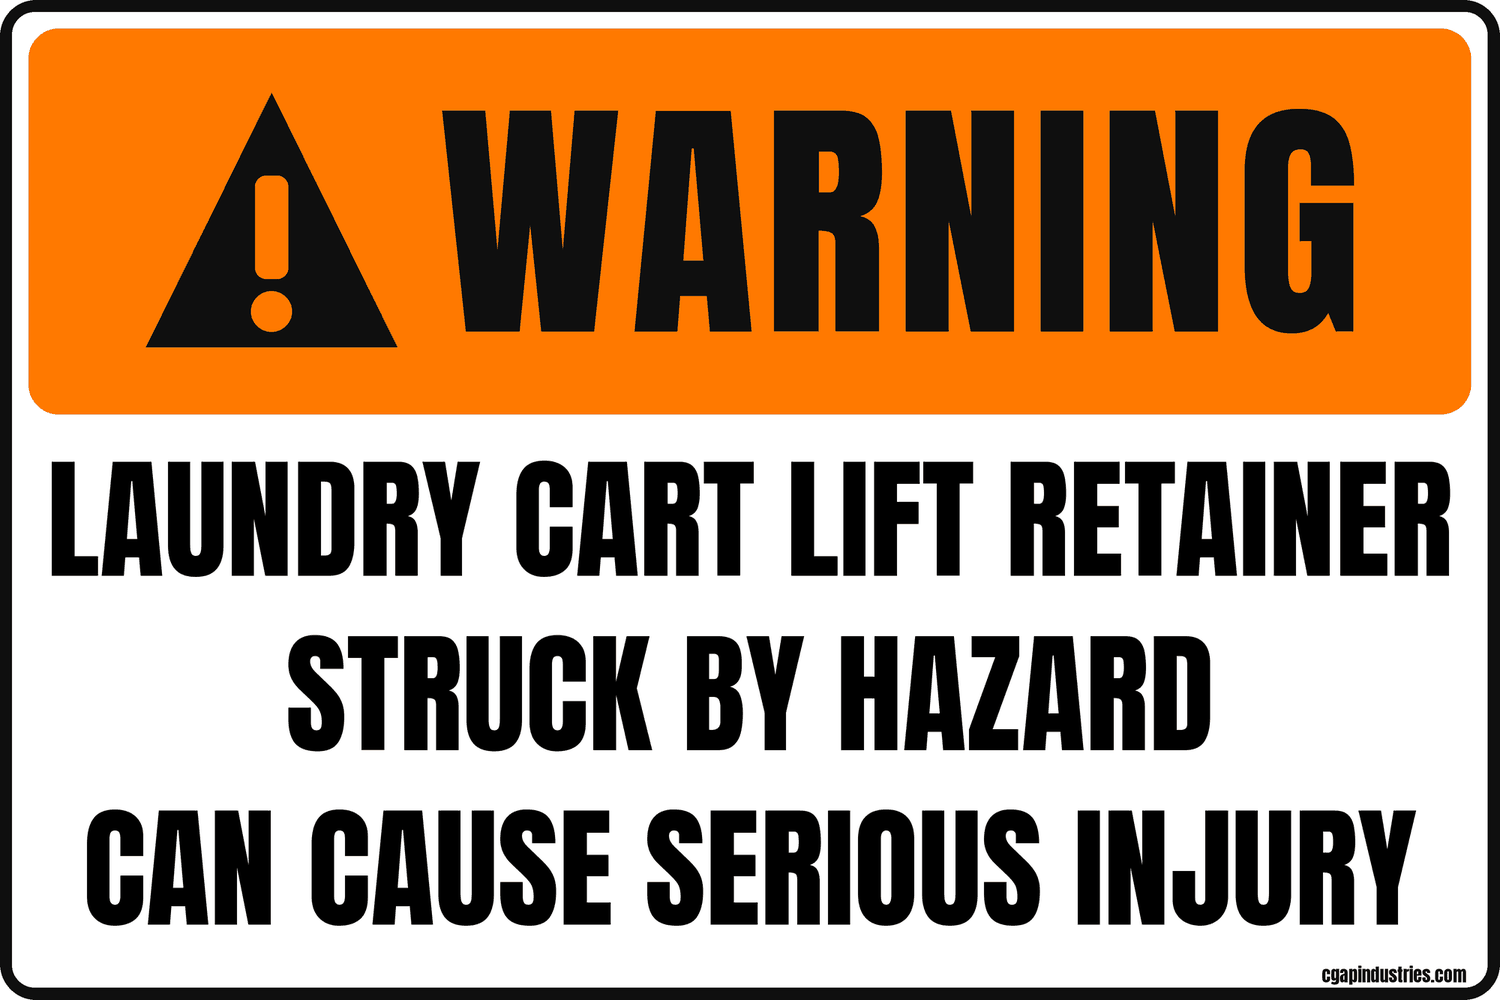 WARNING
LAUNDRY CART LIFT RETAINER
STRUCK BY HAZARD
CAN CAUSE SERIOUS INJURY
cgapindustries.com